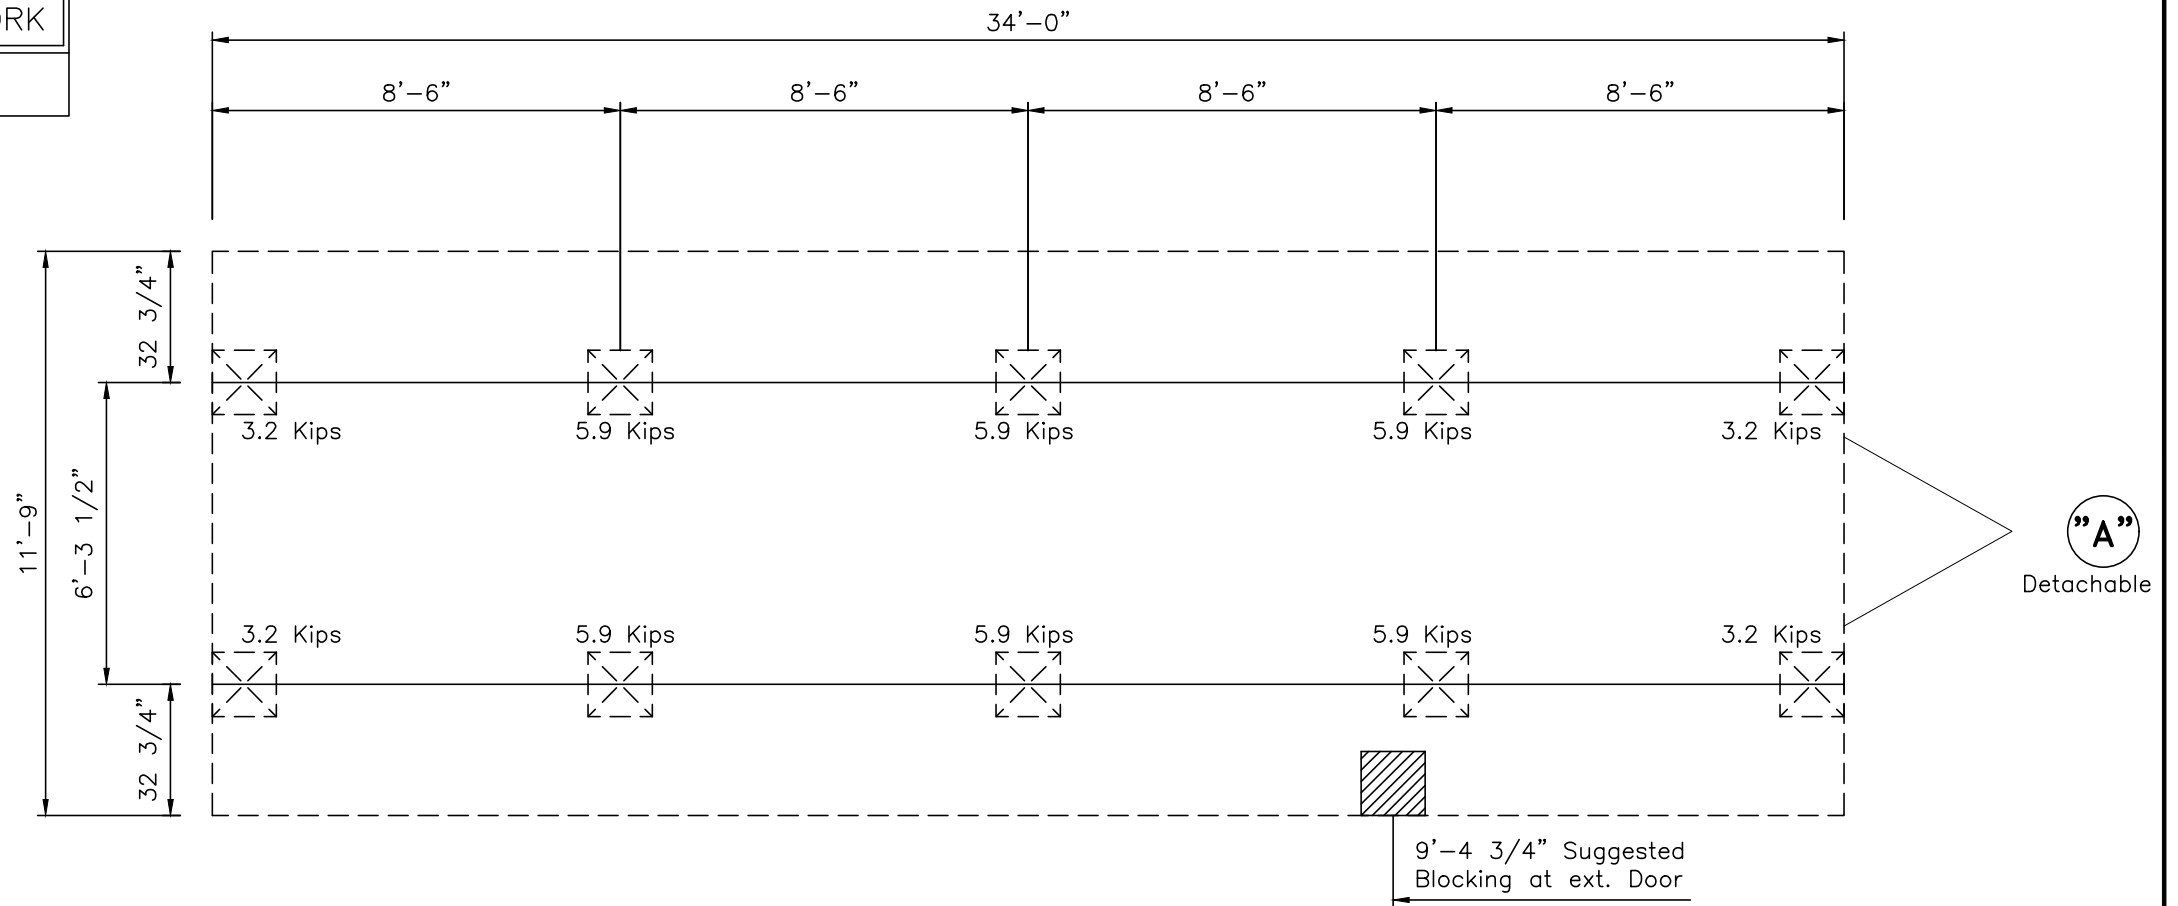 34'-0"
8'-6" 8'-6" 8'-6" 8'-6"
32 3/4"
3.2 Kips 5.9 Kips 5.9 Kips 5.9 Kips 3.2 Kips
11'-9"
6'-3 1/2"
"A"
Detachable
3.2 Kips 5.9 Kips 5.9 Kips 5.9 Kips 3.2 Kips
32 3/4"
9'-4 3/4" Suggested
Blocking at ext. Door